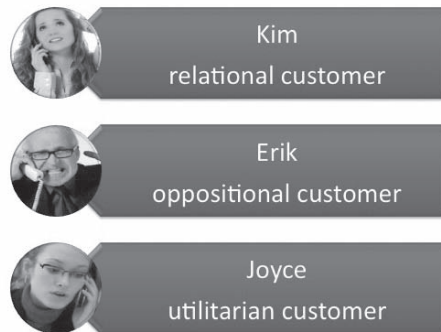 Kim
relational customer
Erik
oppositional customer
Joyce
utilitarian customer